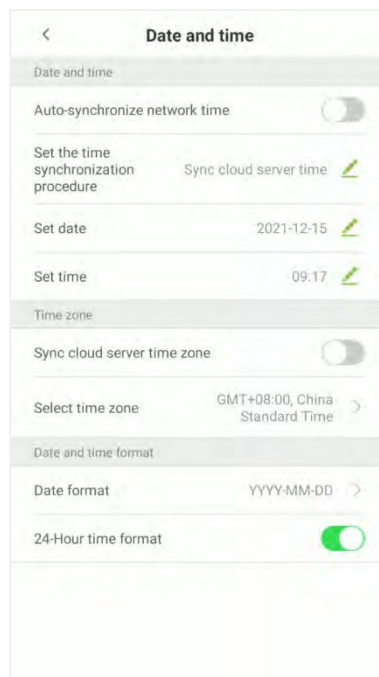 Date and time
Date and time
Auto-synchronize network time
Set the time
synchronization
procedure
Sync cloud server time
Set date
2021-12-15
Set time
09:17
Time zone
Sync cloud server time zone
Select time zone
GMT+08:00, China
Standard Time
Date and time format
Date format
YYYY-MM-DD
24-Hour time format